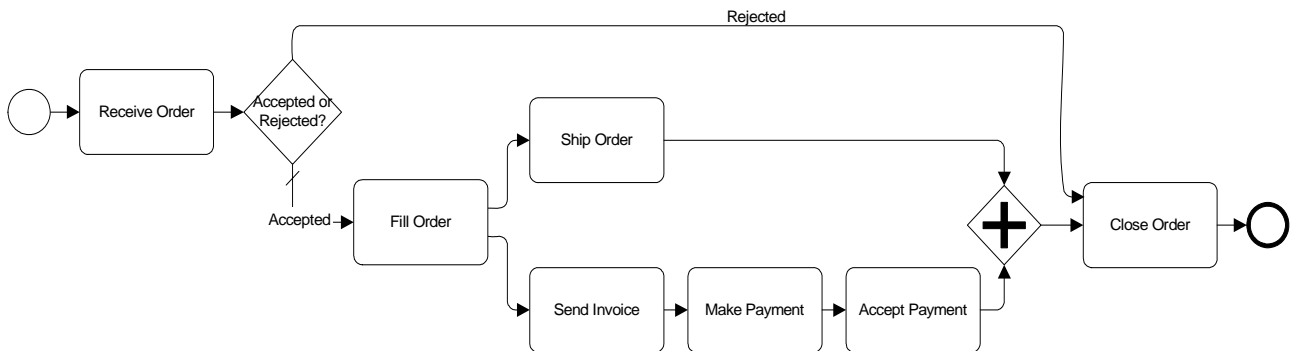 Rejected
Receive Order
Accepted or
Rejected?
Ship Order
Accepted
Fill Order
Close Order
Send Invoice
Make Payment
Accept Payment